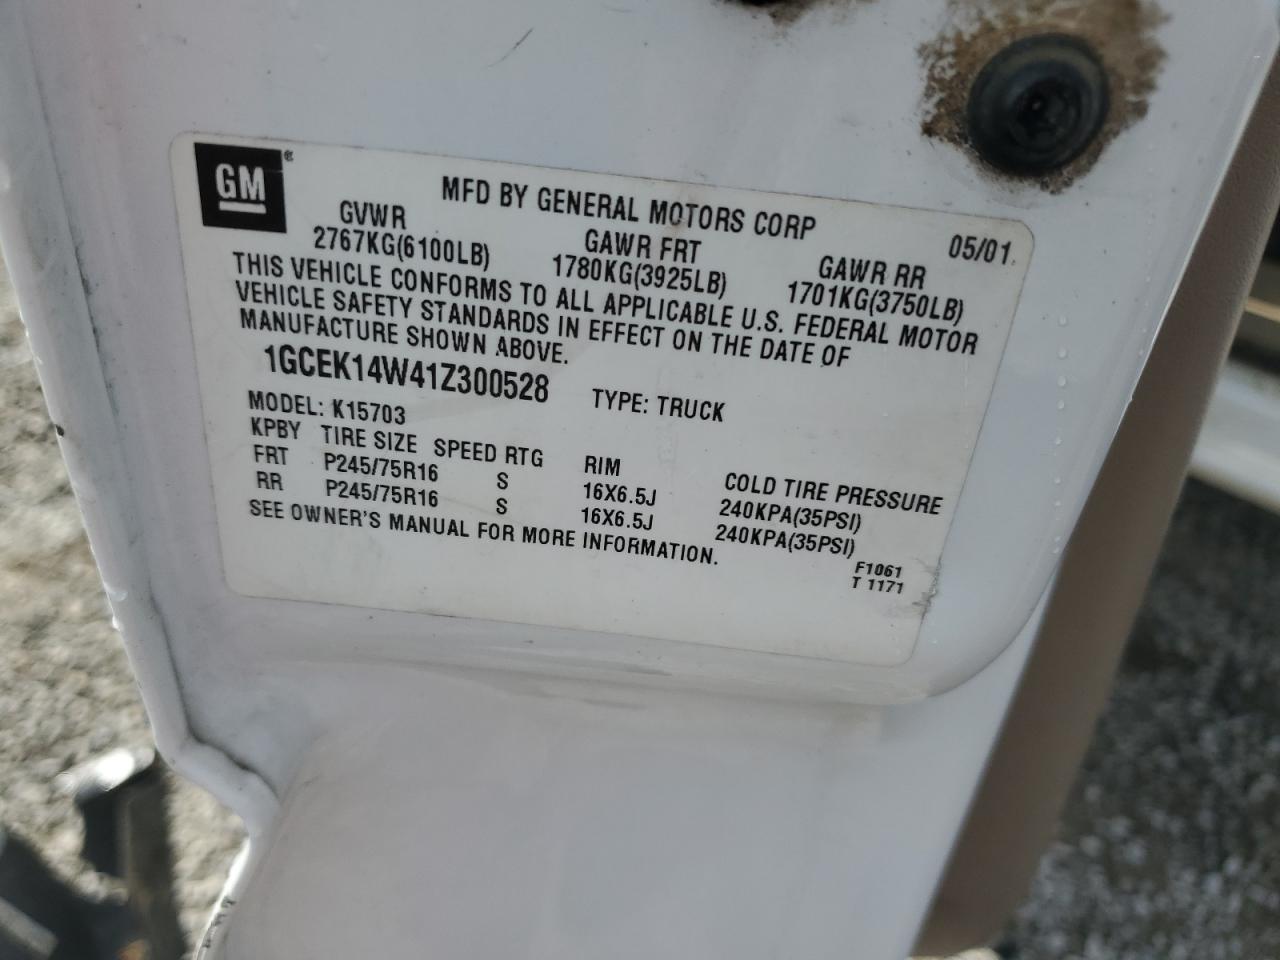 GM®
MFD BY GENERAL MOTORS CORP
05/01
GVWR GAWR FRT GAWR RR
2767KG(6100LB) 1780KG(3925LB) 1701KG(3750LB)
THIS VEHICLE CONFORMS TO ALL APPLICABLE U.S. FEDERAL MOTOR
VEHICLE SAFETY STANDARDS IN EFFECT ON THE DATE OF
MANUFACTURE SHOWN ABOVE.
1GCEK14W41Z300528 TYPE: TRUCK
MODEL: K15703
KPBY TIRE SIZE SPEED RTG RIM COLD TIRE PRESSURE
FRT P245/75R16 S 16X6.5J 240KPA(35PSI)
RR P245/75R16 S 16X6.5J 240KPA(35PSI)
SEE OWNER'S MANUAL FOR MORE INFORMATION.
F1061
T 1171